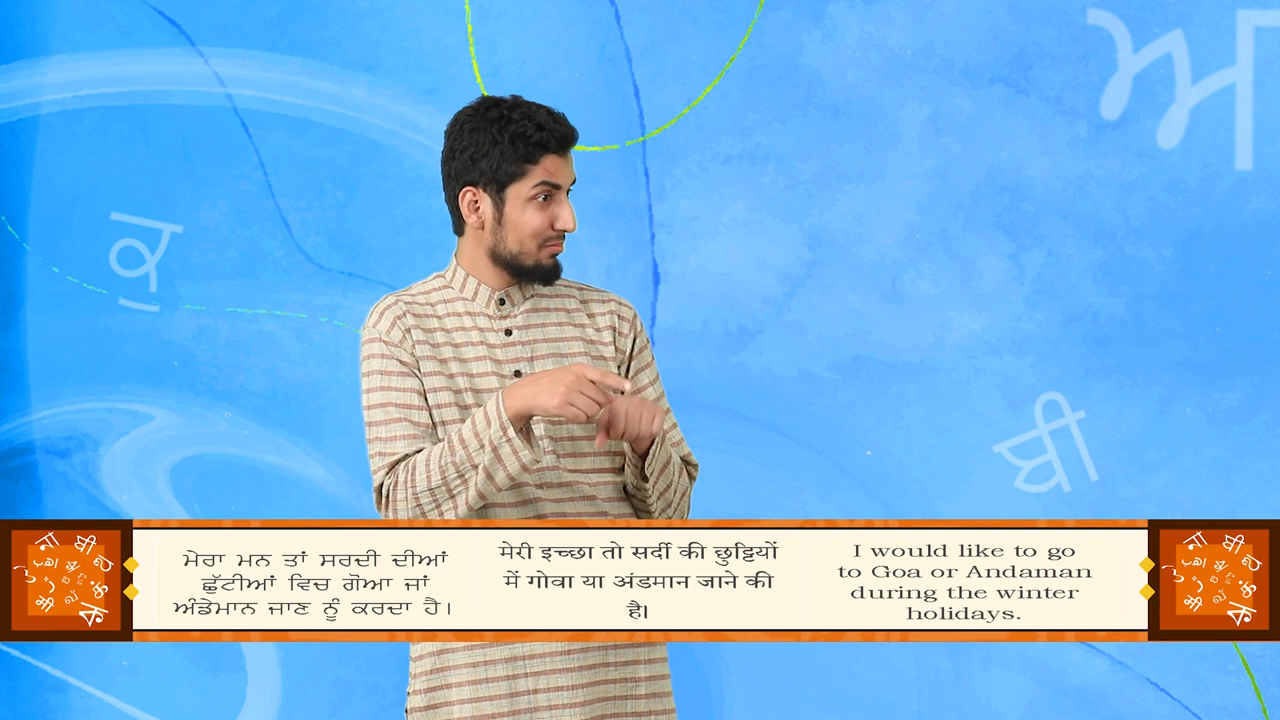 ਅ
ਕ
ਬੀ
ਮੇਰਾ ਮਨ ਤਾਂ ਸਰਦੀ ਦੀਆਂ
ਛੁੱਟੀਆਂ ਵਿਚ ਗੋਆ ਜਾਂ
ਅੰਡੇਮਾਨ ਜਾਣ ਨੂੰ ਕਰਦਾ ਹੈ।
मेरी इच्छा तो सर्दी की छुट्टियों
में गोवा या अंडमान जाने की
है।
I would like to go
to Goa or Andaman
during the winter
holidays.